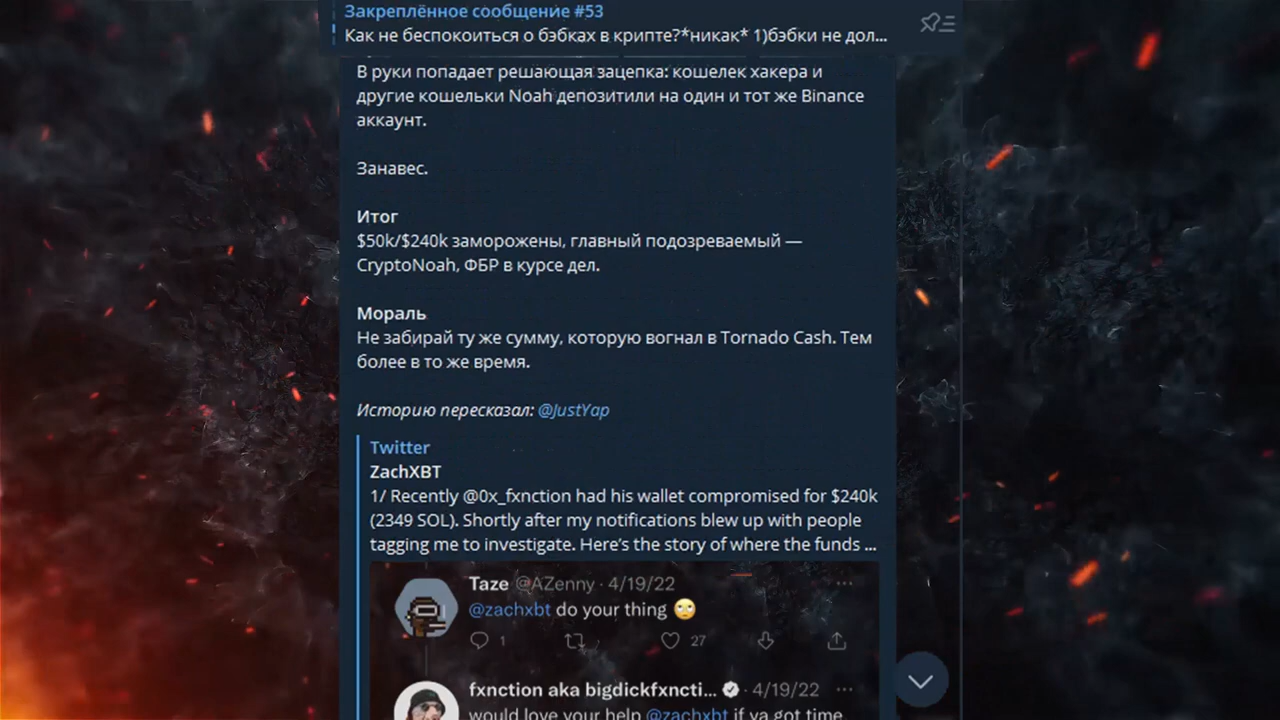 Закреплённое сообщение #53
Как не беспокоиться о бэбках в крипте?*никак* 1)бэбки не дол...
В руки попадает решающая зацепка: кошелек хакера и
другие кошельки Noah депозитили на один и тот же Binance
аккаунт.
Занавес.
Итог
$50k/$240k заморожены, главный подозреваемый —
CryptoNoah, ФБР в курсе дел.
Мораль
Не забирай ту же сумму, которую вогнал в Tornado Cash. Тем
более в то же время.
Историю пересказал: @JustYap
Twitter
ZachXBT
1/ Recently @0x_fxnction had his wallet compromised for $240k
(2349 SOL). Shortly after my notifications blew up with people
tagging me to investigate. Here’s the story of where the funds ...
Taze @AZenny · 4/19/22 ...
@zachxbt do your thing 🙄
1 27
fxnction aka bigdickfxncti... · 4/19/22 ...
would love your help @zachxbt if ya got time.